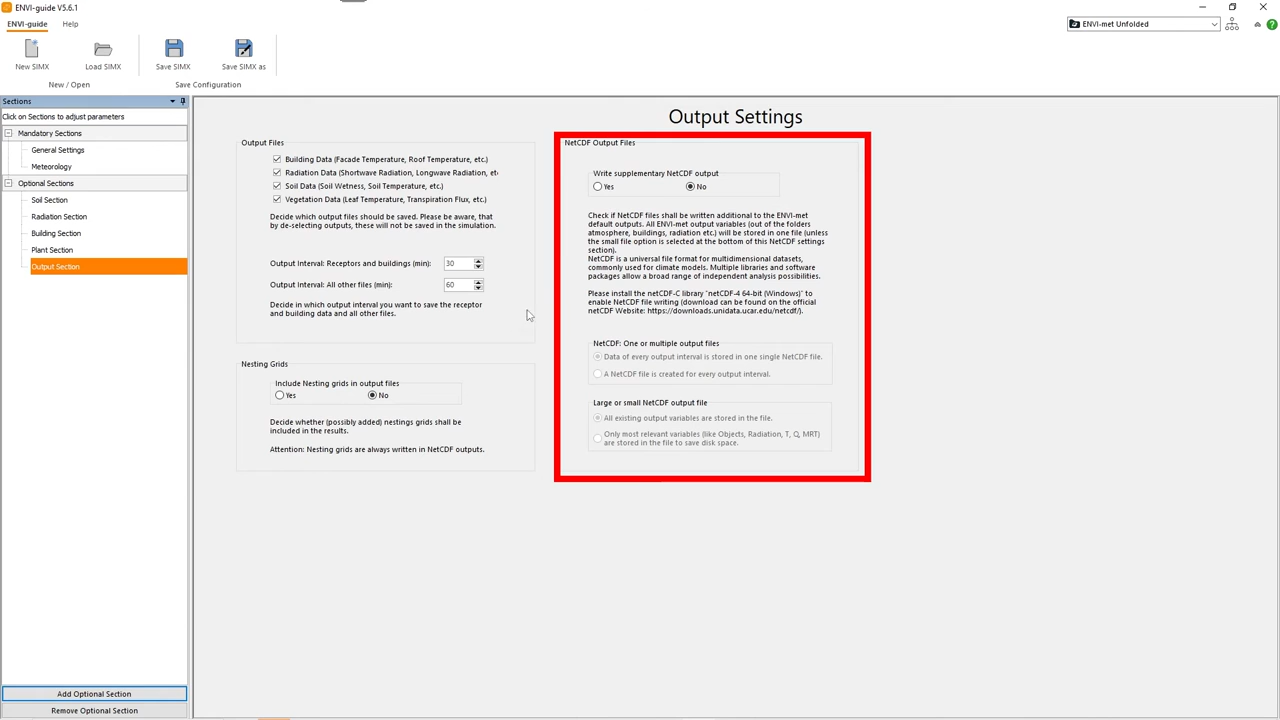 ENVI-guide V5.6.1
ENVI-guide
Help
ENVI-met Unfolded
New SIMX
Load SIMX
Save SIMX
Save SIMX as
New / Open
Save Configuration
Sections
Click on Sections to adjust parameters
Mandatory Sections
General Settings
Meteorology
Optional Sections
Soil Section
Radiation Section
Building Section
Plant Section
Output Section
Add Optional Section
Remove Optional Section
Output Settings
Output Files
Building Data (Facade Temperature, Roof Temperature, etc.)
Radiation Data (Shortwave Radiation, Longwave Radiation, etc
Soil Data (Soil Wetness, Soil Temperature, etc.)
Vegetation Data (Leaf Temperature, Transpiration Flux, etc.)
Decide which output files should be saved. Please be aware, that
by de-selecting outputs, these will not be saved in the simulation.
Output Interval: Receptors and buildings (min): 30
Output Interval: All other files (min): 60
Decide in which output interval you want to save the receptor
and building data and all other files.
Nesting Grids
Include Nesting grids in output files
Yes No
Decide whether (possibly added) nestings grids shall be
included in the results.
Attention: Nesting grids are always written in NetCDF outputs.
NetCDF Output Files
Write supplementary NetCDF output
Yes No
Check if NetCDF files shall be written additional to the ENVI-met
default outputs. All ENVI-met output variables (out of the folders
atmosphere, buildings, radiation etc.) will be stored in one file (unless
the small file option is selected at the bottom of this NetCDF settings
section).
NetCDF is a universal file format for multidimensional datasets,
commonly used for climate models. Multiple libraries and software
packages allow a broad range of independent analysis possibilities.
Please install the netCDF-C library "netCDF-4 64-bit (Windows)" to
enable NetCDF file writing (download can be found on the official
netCDF Website: https://downloads.unidata.ucar.edu/netcdf/).
NetCDF: One or multiple output files
Data of every output interval is stored in one single NetCDF file.
A NetCDF file is created for every output interval.
Large or small NetCDF output file
All existing output variables are stored in the file.
Only most relevant variables (like Objects, Radiation, T, Q, MRT)
are stored in the file to save disk space.